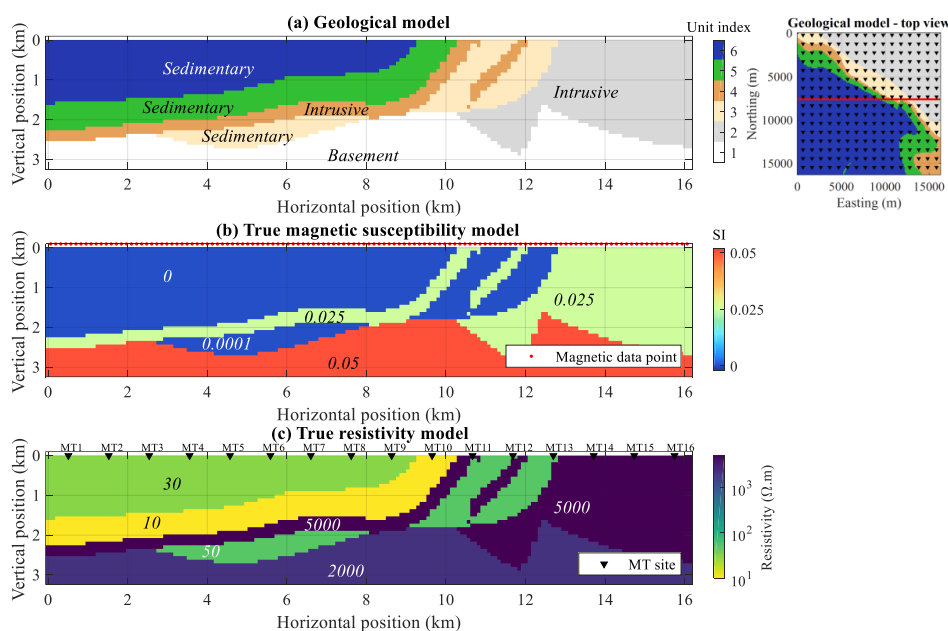 (a) Geological model
Vertical position (km)
0
1
2
3
Sedimentary
Sedimentary
Intrusive
Sedimentary
Basement
Intrusive
0 2 4 6 8 10 12 14 16
Horizontal position (km)
Unit index
6
5
4
3
2
1
Geological model - top view
Northing (m)
0
5000
10000
15000
0 5000 10000 15000
Easting (m)
(b) True magnetic susceptibility model
Vertical position (km)
0
1
2
3
0
0.025
0.0001
0.05
0.025
Magnetic data point
0 2 4 6 8 10 12 14 16
Horizontal position (km)
SI
0.05
0.025
0
(c) True resistivity model
MT1 MT2 MT3 MT4 MT5 MT6 MT7 MT8 MT9 MT10 MT11 MT12 MT13 MT14 MT15 MT16
Vertical position (km)
0
1
2
3
30
10
5000
50
2000
5000
MT site
0 2 4 6 8 10 12 14 16
Horizontal position (km)
Resistivity (Ω.m)
10³
10²
10¹